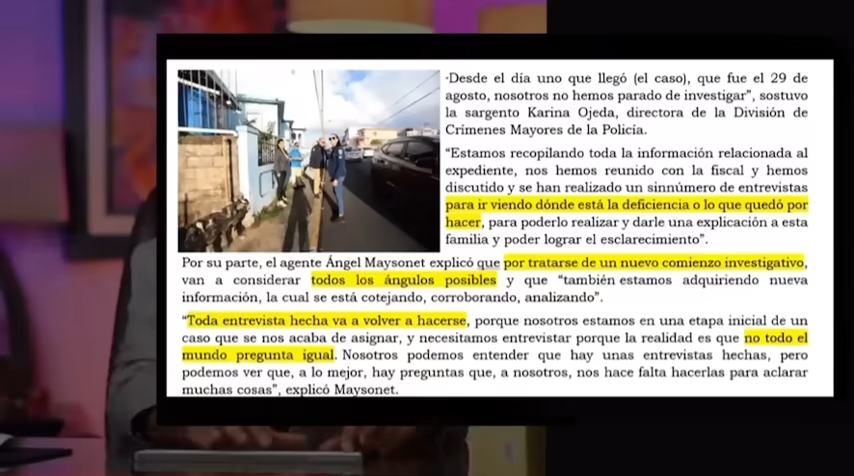 ·Desde el día uno que llegó (el caso), que fue el 29 de
agosto, nosotros no hemos parado de investigar”, sostuvo
la sargento Karina Ojeda, directora de la División de
Crímenes Mayores de la Policía.
“Estamos recopilando toda la información relacionada al
expediente, nos hemos reunido con la fiscal y hemos
discutido y se han realizado un sinnúmero de entrevistas
para ir viendo dónde está la deficiencia o lo que quedó por
hacer, para poderlo realizar y darle una explicación a esta
familia y poder lograr el esclarecimiento”.
Por su parte, el agente Ángel Maysonet explicó que por tratarse de un nuevo comienzo investigativo,
van a considerar todos los ángulos posibles y que “también estamos adquiriendo nueva
información, la cual se está cotejando, corroborando, analizando”.
“Toda entrevista hecha va a volver a hacerse, porque nosotros estamos en una etapa inicial de un
caso que se nos acaba de asignar, y necesitamos entrevistar porque la realidad es que no todo el
mundo pregunta igual. Nosotros podemos entender que hay unas entrevistas hechas, pero
podemos ver que, a lo mejor, hay preguntas que, a nosotros, nos hace falta hacerlas para aclarar
muchas cosas”, explicó Maysonet.